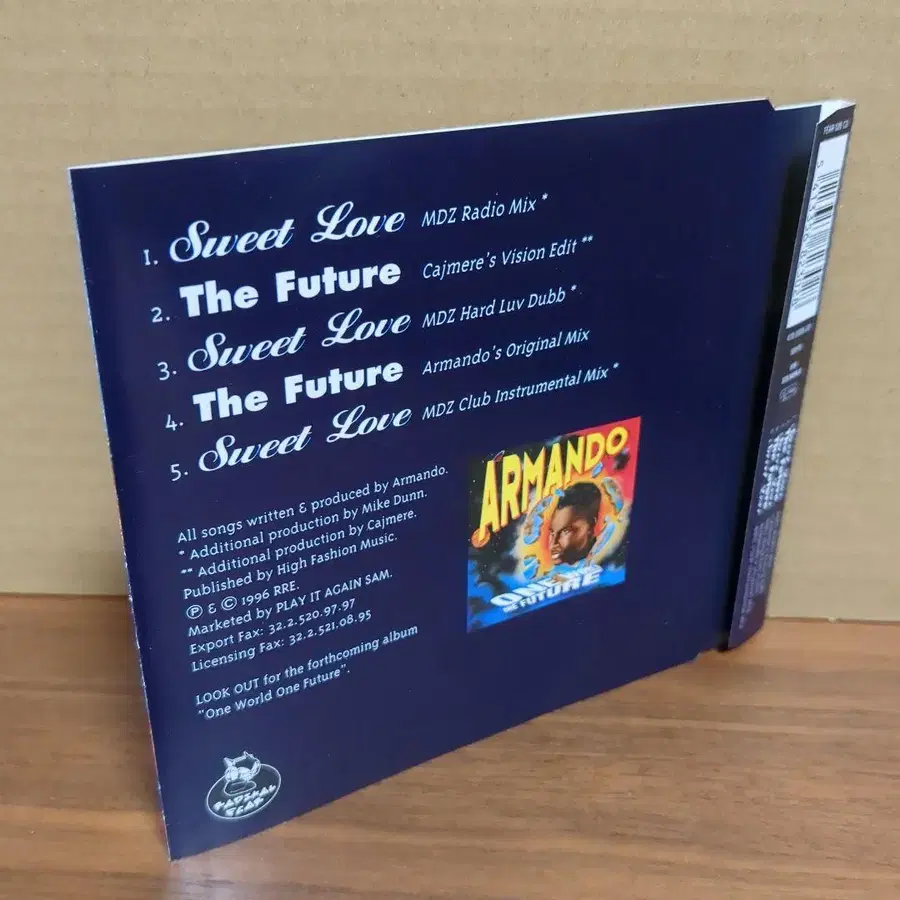 1. Sweet Love MDZ Radio Mix *
2. The Future Cajmere's Vision Edit **
3. Sweet Love MDZ Hard Luv Dubb *
4. The Future Armando's Original Mix
5. Sweet Love MDZ Club Instrumental Mix *
All songs written & produced by Armando.
* Additional production by Mike Dunn.
** Additional production by Cajmere.
Published by High Fashion Music.
℗ & © 1996 RRE.
Marketed by PLAY IT AGAIN SAM.
Export Fax: 32.2.520.97.97
Licensing Fax: 32.2.521.08.95
LOOK OUT for the forthcoming album
"One World One Future".
ARMANDO
FUTURE